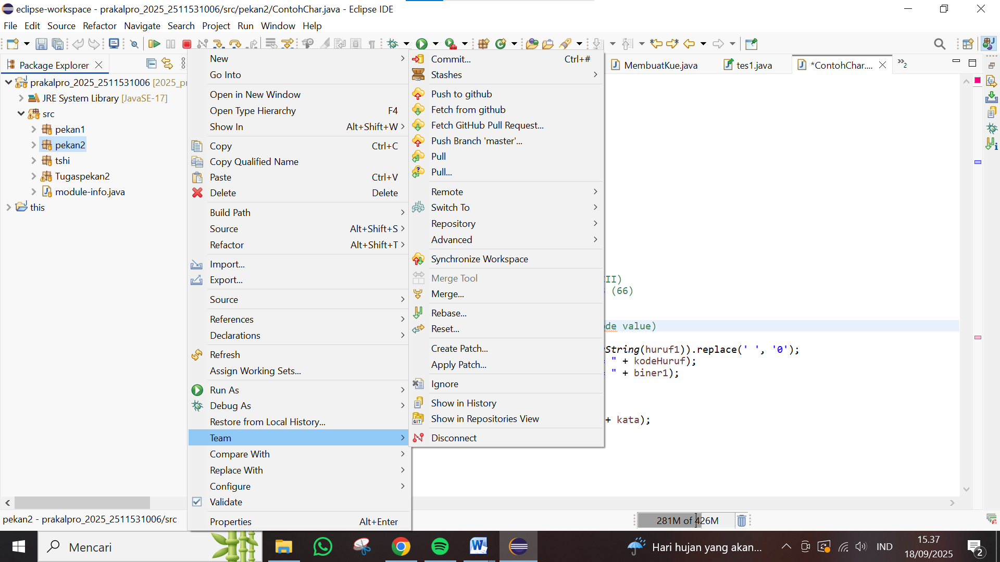 eclipse-workspace - prakalpro_2025_2511531006/src/pekan2/ContohChar.java - Eclipse IDE
File Edit Source Refactor Navigate Search Project Run Window Help
Package Explorer
MembuatKue.java
tes1.java
*ContohChar....
»2
prakalpro_2025_2511531006 [2025_pr
JRE System Library [JavaSE-17]
src
pekan1
pekan2
tshi
Tugaspekan2
module-info.java
this
New
Go Into
Open in New Window
Open Type Hierarchy F4
Show In Alt+Shift+W
Copy Ctrl+C
Copy Qualified Name
Paste Ctrl+V
Delete Delete
Build Path
Source Alt+Shift+S
Refactor Alt+Shift+T
Import...
Export...
Source
References
Declarations
Refresh
Assign Working Sets...
Run As
Debug As
Restore from Local History...
Team
Compare With
Replace With
Configure
Validate
Properties Alt+Enter
Commit... Ctrl+#
Stashes
Push to github
Fetch from github
Fetch GitHub Pull Request...
Push Branch 'master'...
Pull
Pull...
Remote
Switch To
Repository
Advanced
Synchronize Workspace
Merge Tool
Merge...
Rebase...
Reset...
Create Patch...
Apply Patch...
Ignore
Show in History
Show in Repositories View
GIT
Disconnect
II)
(66)
de value)
String(huruf1)).replace(' ', '0');
" + kodeHuruf);
" + biner1);
+ kata);
pekan2 - prakalpro_2025_2511531006/src
281M of 426M
Mencari
Hari hujan yang akan...
IND
15.37
18/09/2025
2